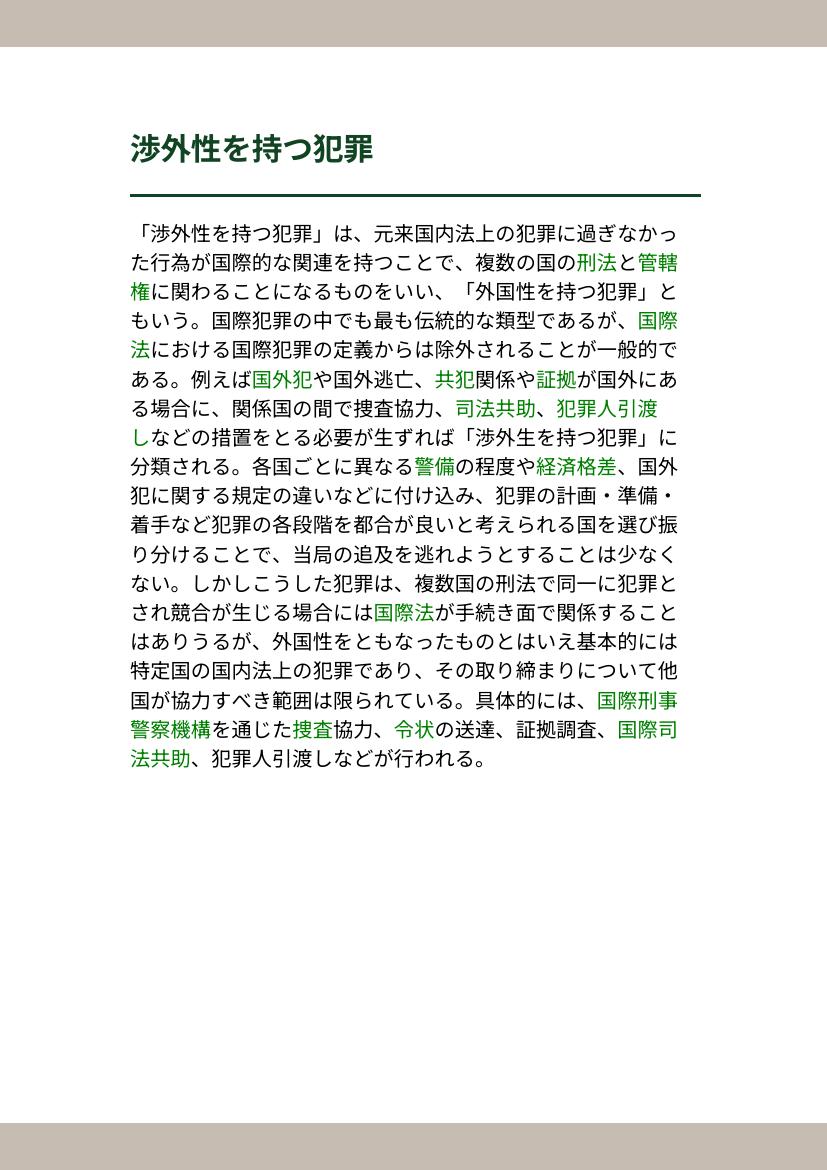 渉外性を持つ犯罪
「渉外性を持つ犯罪」は、元来国内法上の犯罪に過ぎなかっ
た行為が国際的な関連を持つことで、複数の国の刑法と管轄
権に関わることになるものをいい、「外国性を持つ犯罪」と
もいう。国際犯罪の中でも最も伝統的な類型であるが、国際
法における国際犯罪の定義からは除外されることが一般的で
ある。例えば国外犯や国外逃亡、共犯関係や証拠が国外にあ
る場合に、関係国の間で捜査協力、司法共助、犯罪人引渡
しなどの措置をとる必要が生ずれば「渉外生を持つ犯罪」に
分類される。各国ごとに異なる警備の程度や経済格差、国外
犯に関する規定の違いなどに付け込み、犯罪の計画・準備・
着手など犯罪の各段階を都合が良いと考えられる国を選び振
り分けることで、当局の追及を逃れようとすることは少なく
ない。しかしこうした犯罪は、複数国の刑法で同一に犯罪と
され競合が生じる場合には国際法が手続き面で関係すること
はありうるが、外国性をともなったものとはいえ基本的には
特定国の国内法上の犯罪であり、その取り締まりについて他
国が協力すべき範囲は限られている。具体的には、国際刑事
警察機構を通じた捜査協力、令状の送達、証拠調査、国際司
法共助、犯罪人引渡しなどが行われる。